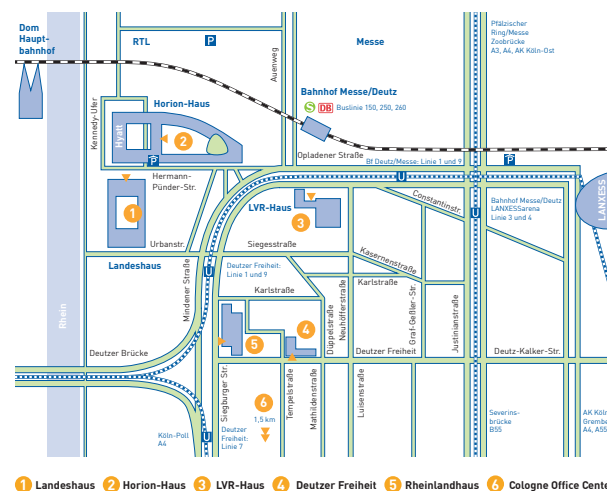 Dom
Haupt-
bahnhof
RTL
P
Messe
Pfälzischer
Ring/Messe
Zoobrücke
A3, A4, AK Köln-Ost
Auenweg
Bahnhof Messe/Deutz
S DB Buslinie 150, 250, 260
Kennedy-Ufer
Horion-Haus
Hyatt
2
P
Opladener Straße
Bf Deutz/Messe: Linie 1 und 9
P
U
Hermann-
Pünder-Str.
1
LVR-Haus
3
Constantinstr.
U
Bahnhof Messe/Deutz
LANXESSarena
Linie 3 und 4
LANXESS
Urbanstr.
Siegesstraße
Landeshaus
Mindener Straße
U
Deutzer Freiheit:
Linie 1 und 9
Kasernenstraße
Karlstraße
Karlstraße
Rhein
Düppelstraße
Neuhöfferstraße
Graf-Geßler-Str.
Justinianstraße
4
5
Deutzer Brücke
Deutzer Freiheit
Deutz-Kalker-Str.
Siegburger Str.
Tempelstraße
Mathildenstraße
Luisenstraße
6
1,5 km
Köln-Poll
A4
U
Deutzer
Freiheit:
Linie 7
Severins-
brücke
B55
AK Köln
Gremb
A4, A55
1 Landeshaus 2 Horion-Haus 3 LVR-Haus 4 Deutzer Freiheit 5 Rheinlandhaus 6 Cologne Office Cente